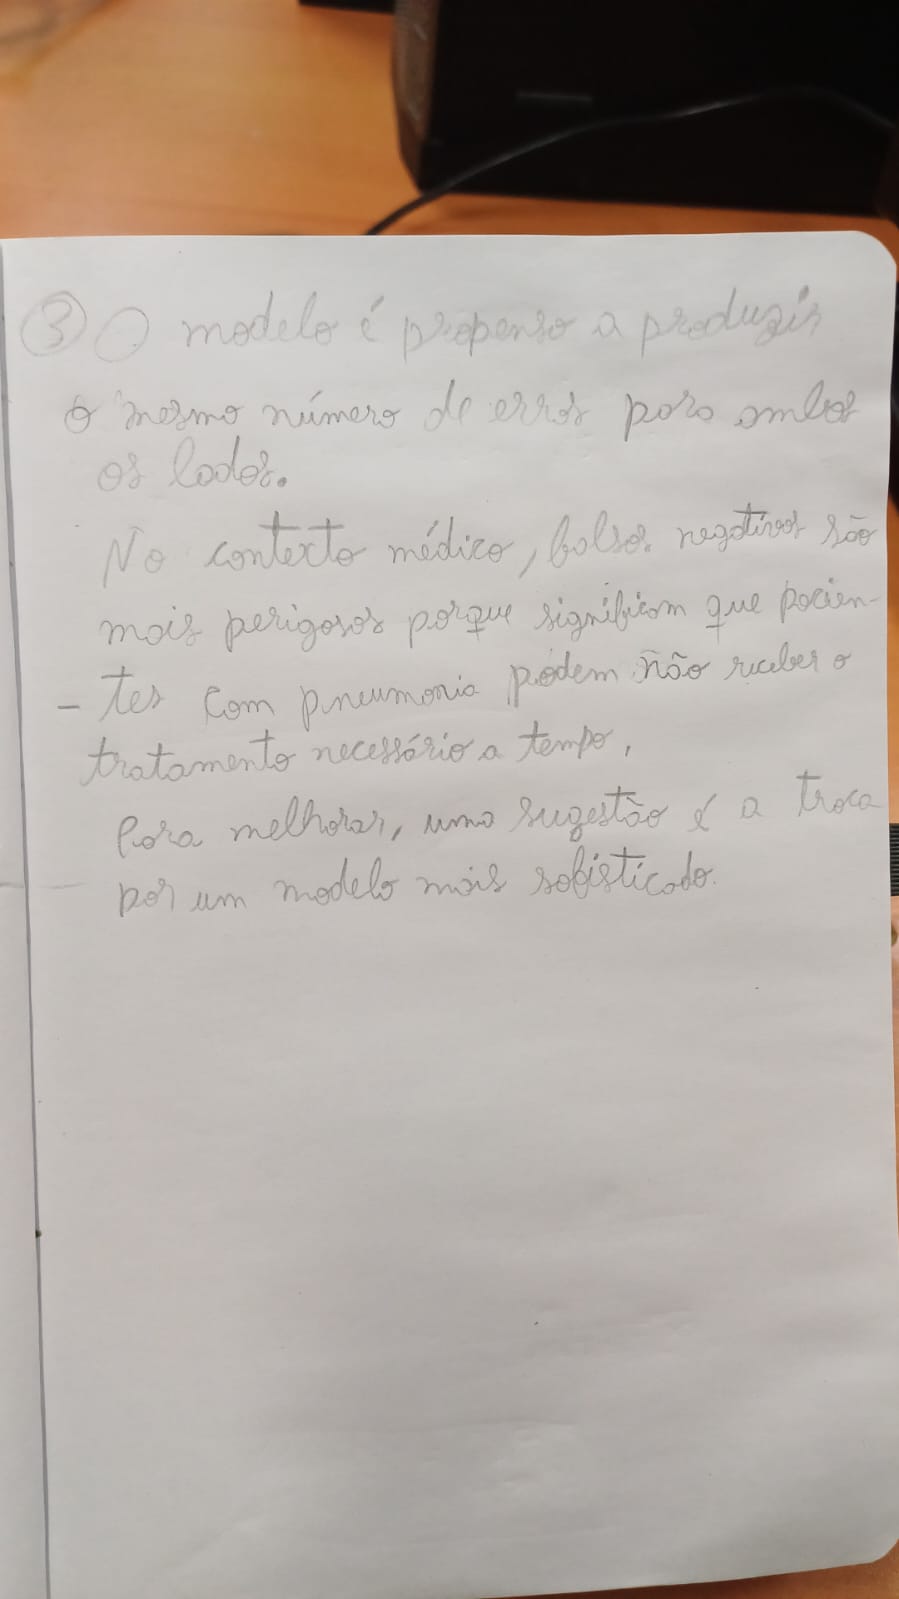 ③ O modelo é propenso a produzir
o mesmo número de erros para ambos
os lados.
No contexto médico, falsos negativos são
mais perigosos porque significam que pacien-
- tes com pneumonia podem não receber o
tratamento necessário a tempo.
Para melhorar, uma sugestão é a troca
por um modelo mais sofisticado.